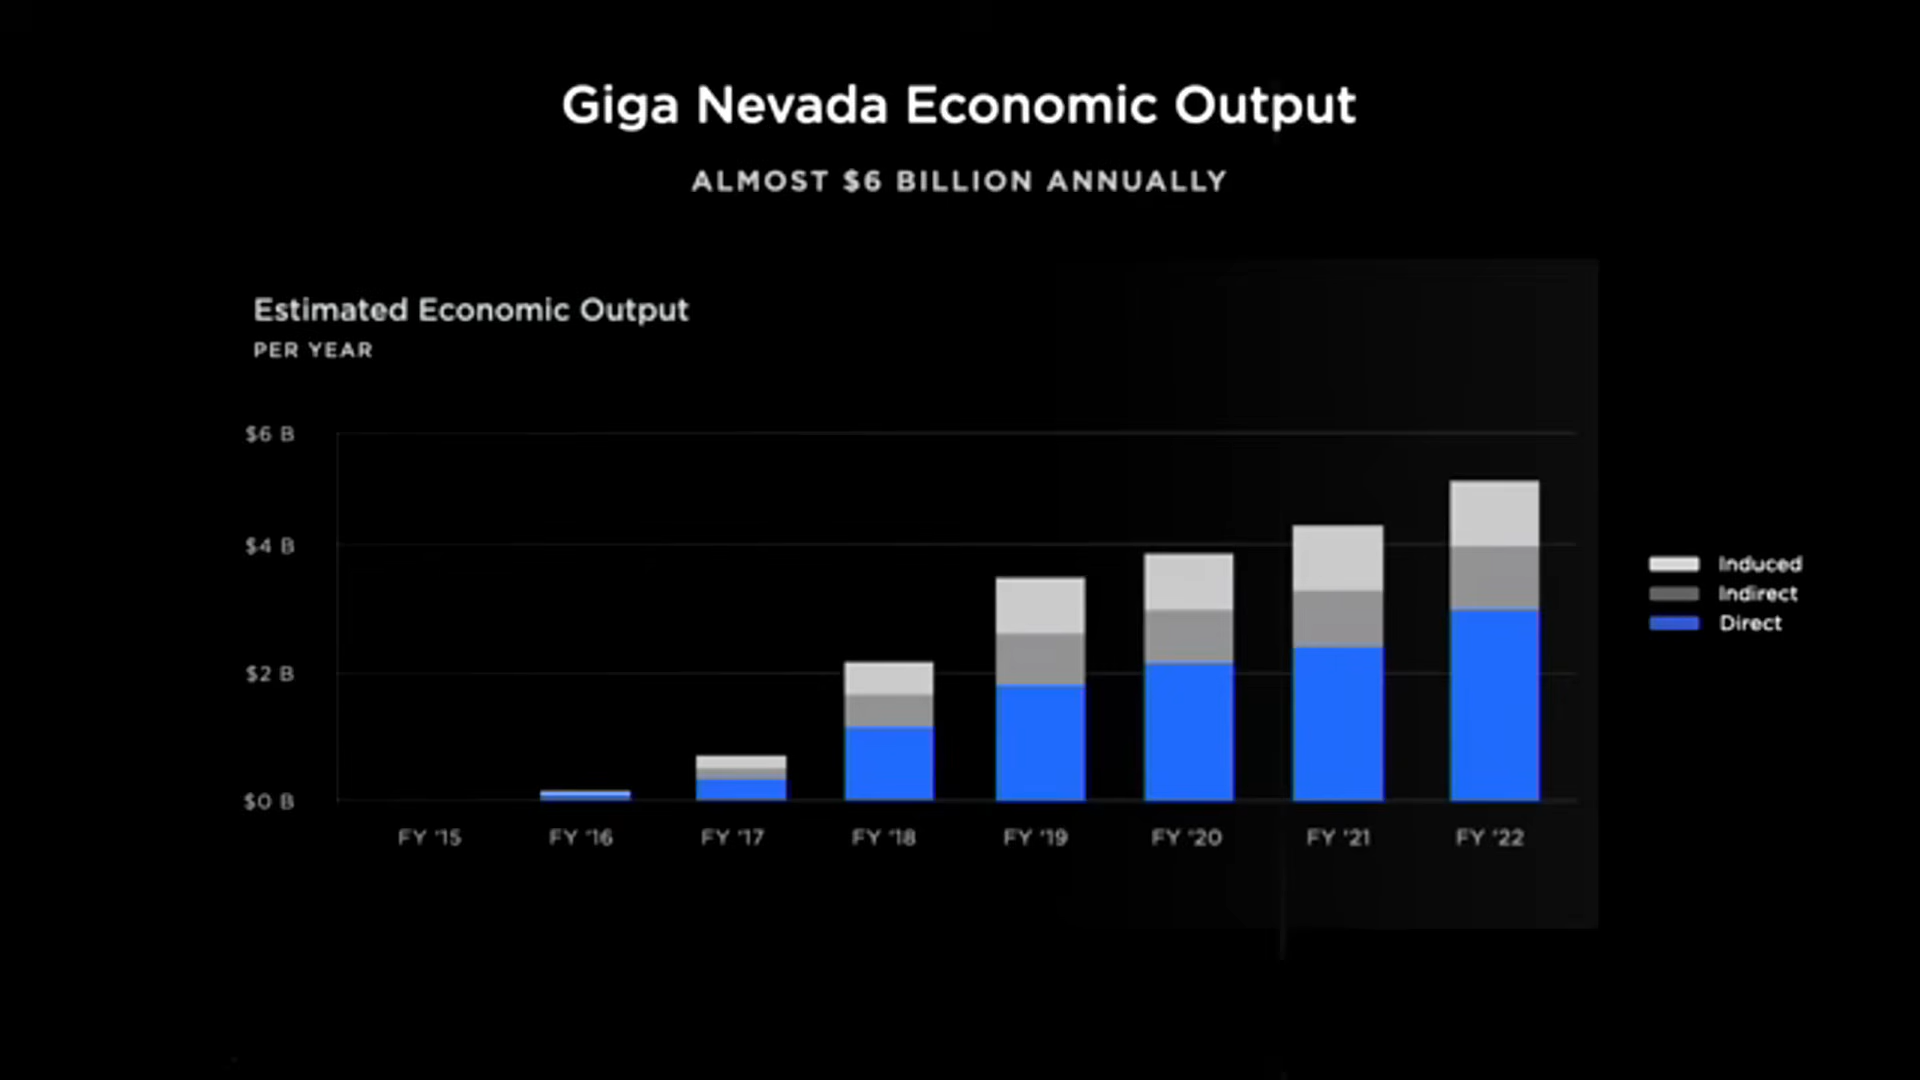 Giga Nevada Economic Output
ALMOST $6 BILLION ANNUALLY
Estimated Economic Output
PER YEAR
$6 B
$4 B
$2 B
$0 B
FY '15 FY '16 FY '17 FY '18 FY '19 FY '20 FY '21 FY '22
Induced
Indirect
Direct